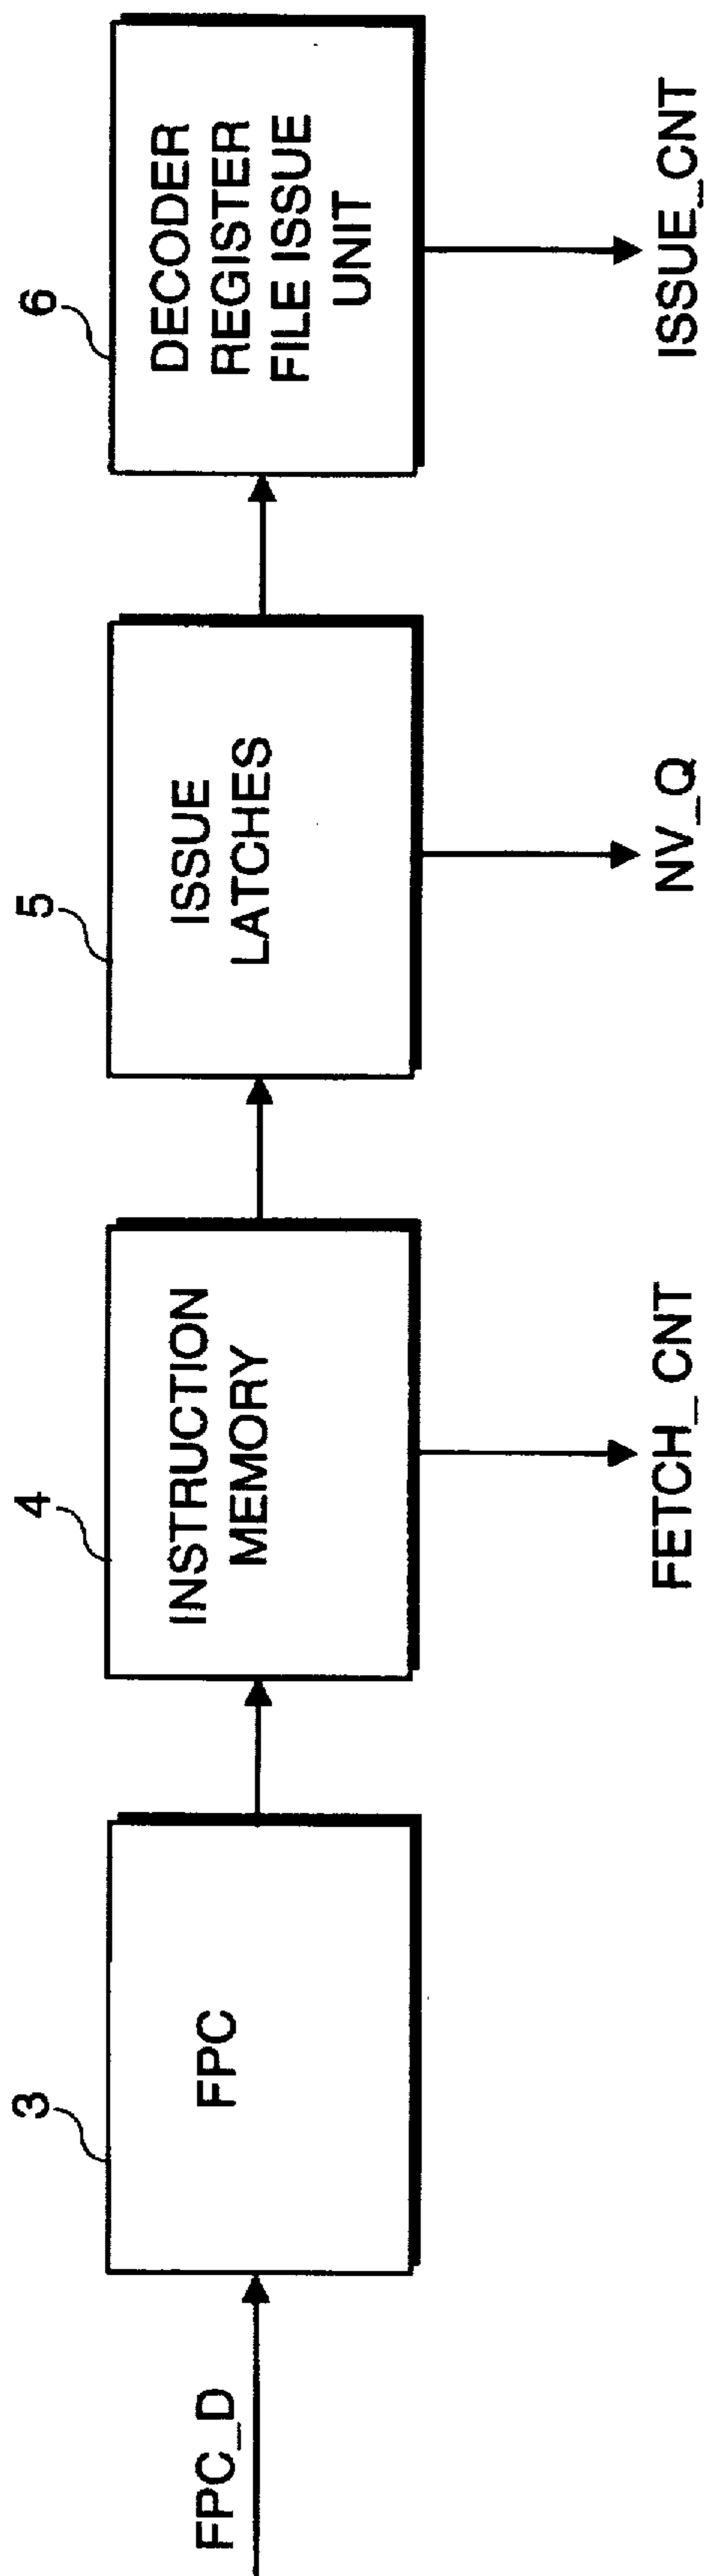 FPC_D
3
FPC
4
INSTRUCTION
MEMORY
FETCH_CNT
5
ISSUE
LATCHES
NV_Q
6
DECODER
REGISTER
FILE ISSUE
UNIT
ISSUE_CNT